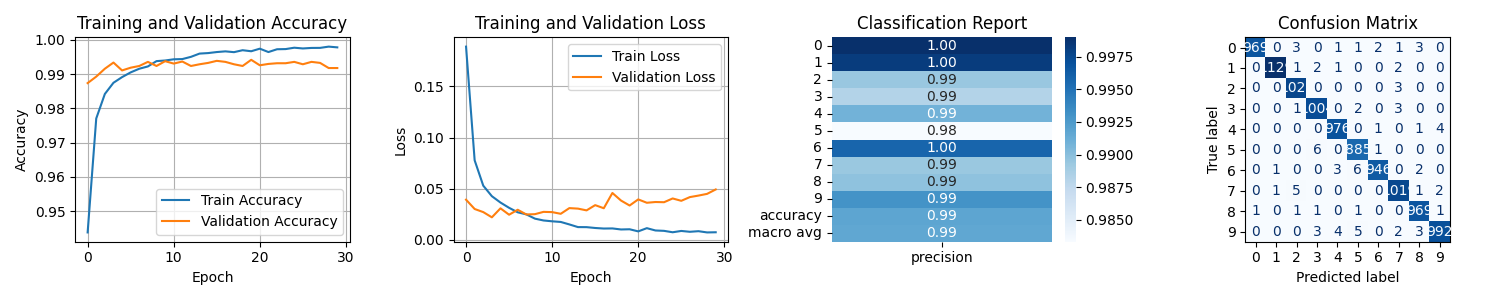 Training and Validation Accuracy
1.00
0.99
0.98
0.97
0.96
0.95
Accuracy
Train Accuracy
Validation Accuracy
0 10 20 30
Epoch
Training and Validation Loss
0.15
0.10
0.05
0.00
Loss
Train Loss
Validation Loss
0 10 20 30
Epoch
Classification Report
0 1.00
1 1.00
2 0.99
3 0.99
4 0.99
5 0.98
6 1.00
7 0.99
8 0.99
9 0.99
accuracy 0.99
macro avg 0.99
precision
0.9975
0.9950
0.9925
0.9900
0.9875
0.9850
Confusion Matrix
True label
0 969 0 3 0 1 1 2 1 3 0
1 0 1 2 1 0 0 2 0 0
2 0 0 0 0 0 0 3 0 0
3 0 0 1 0 2 0 3 0 0
4 0 0 0 0 976 0 1 0 1 4
5 0 0 0 6 0 885 1 0 0 0
6 0 1 0 0 3 6 946 0 2 0
7 0 1 5 0 0 0 0 1 2
8 1 0 1 1 0 1 0 0 969 1
9 0 0 0 3 4 5 0 2 3 992
0 1 2 3 4 5 6 7 8 9
Predicted label